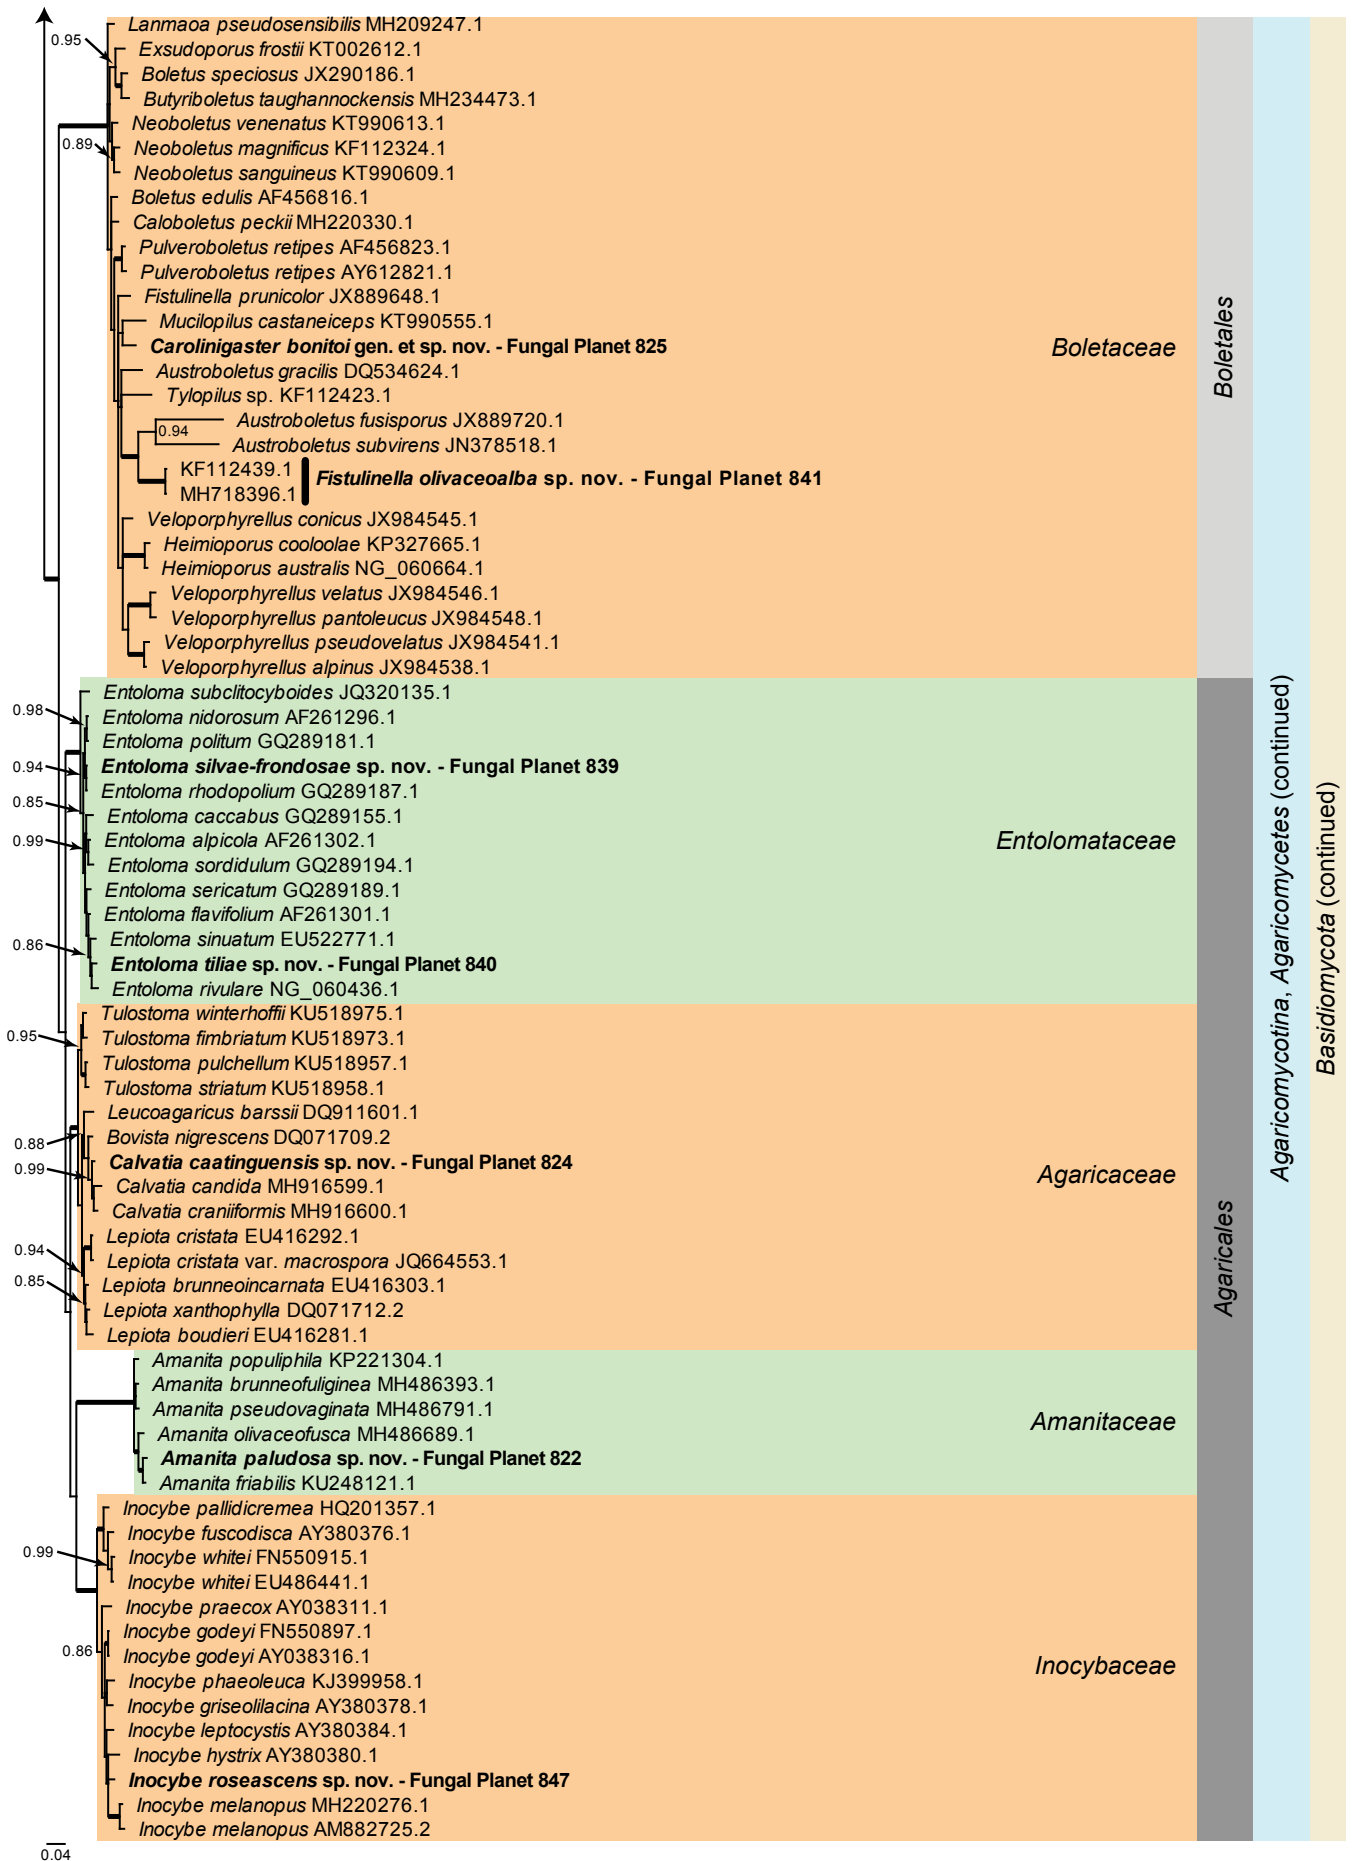 Lanmaoa pseudosensibilis MH209247.1
0.95
Exsudoporus frostii KT002612.1
Boletus speciosus JX290186.1
Butyriboletus taughannockensis MH234473.1
Neoboletus venenatus KT990613.1
0.89
Neoboletus magnificus KF112324.1
Neoboletus sanguineus KT990609.1
Boletus edulis AF456816.1
Caloboletus peckii MH220330.1
Pulveroboletus retipes AF456823.1
Pulveroboletus retipes AY612821.1
Fistulinella prunicolor JX889648.1
Mucilopilus castaneiceps KT990555.1
Carolinigaster bonitoi gen. et sp. nov. - Fungal Planet 825
Boletaceae
Boletales
Austroboletus gracilis DQ534624.1
Tylopilus sp. KF112423.1
Austroboletus fusisporus JX889720.1
0.94
Austroboletus subvirens JN378518.1
KF112439.1
MH718396.1
Fistulinella olivaceoalba sp. nov. - Fungal Planet 841
Veloporphyrellus conicus JX984545.1
Heimioporus cooloolae KP327665.1
Heimioporus australis NG_060664.1
Veloporphyrellus velatus JX984546.1
Veloporphyrellus pantoleucus JX984548.1
Veloporphyrellus pseudovelatus JX984541.1
Veloporphyrellus alpinus JX984538.1
Entoloma subclitocyboides JQ320135.1
0.98
Entoloma nidorosum AF261296.1
Entoloma politum GQ289181.1
0.94
Entoloma silvae-frondosae sp. nov. - Fungal Planet 839
Entoloma rhodopolium GQ289187.1
0.85
Entoloma caccabus GQ289155.1
0.99
Entoloma alpicola AF261302.1
Entolomataceae
Entoloma sordidulum GQ289194.1
Entoloma sericatum GQ289189.1
Entoloma flavifolium AF261301.1
Entoloma sinuatum EU522771.1
0.86
Entoloma tiliae sp. nov. - Fungal Planet 840
Entoloma rivulare NG_060436.1
Agaricomycotina, Agaricomycetes (continued)
Basidiomycota (continued)
Tulostoma winterhoffii KU518975.1
0.95
Tulostoma fimbriatum KU518973.1
Tulostoma pulchellum KU518957.1
Tulostoma striatum KU518958.1
Leucoagaricus barssii DQ911601.1
0.88
Bovista nigrescens DQ071709.2
Calvatia caatinguensis sp. nov. - Fungal Planet 824
0.99
Agaricaceae
Calvatia candida MH916599.1
Calvatia craniiformis MH916600.1
Lepiota cristata EU416292.1
0.94
Lepiota cristata var. macrospora JQ664553.1
0.85
Lepiota brunneoincarnata EU416303.1
Agaricales
Lepiota xanthophylla DQ071712.2
Lepiota boudieri EU416281.1
Amanita populiphila KP221304.1
Amanita brunneofuliginea MH486393.1
Amanita pseudovaginata MH486791.1
Amanitaceae
Amanita olivaceofusca MH486689.1
Amanita paludosa sp. nov. - Fungal Planet 822
Amanita friabilis KU248121.1
Inocybe pallidicremea HQ201357.1
Inocybe fuscodisca AY380376.1
0.99
Inocybe whitei FN550915.1
Inocybe whitei EU486441.1
Inocybe praecox AY038311.1
Inocybe godeyi FN550897.1
0.86
Inocybe godeyi AY038316.1
Inocybaceae
Inocybe phaeoleuca KJ399958.1
Inocybe griseolilacina AY380378.1
Inocybe leptocystis AY380384.1
Inocybe hystrix AY380380.1
Inocybe roseascens sp. nov. - Fungal Planet 847
Inocybe melanopus MH220276.1
Inocybe melanopus AM882725.2
0.04